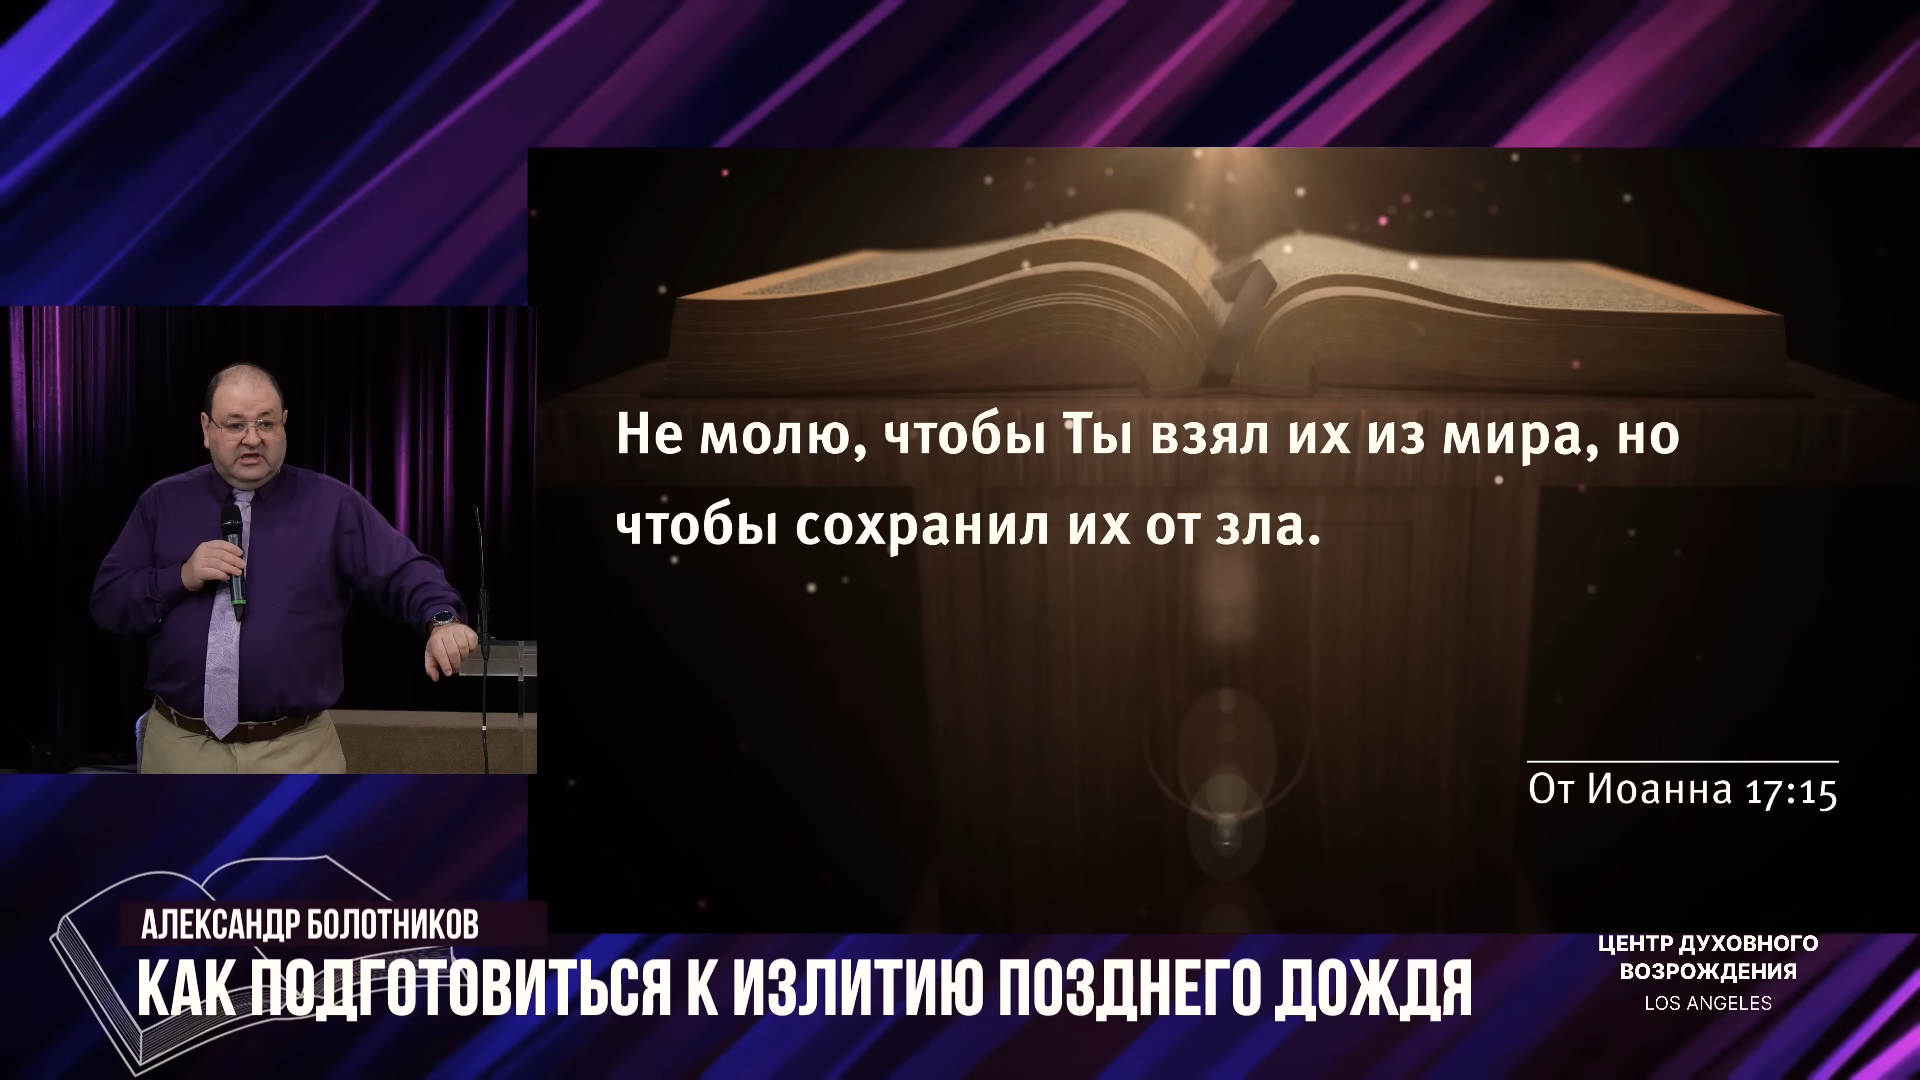 Не молю, чтобы Ты взял их из мира, но
чтобы сохранил их от зла.
От Иоанна 17:15
АЛЕКСАНДР БОЛОТНИКОВ
КАК ПОДГОТОВИТЬСЯ К ИЗЛИТИЮ ПОЗДНЕГО ДОЖДЯ
ЦЕНТР ДУХОВНОГО
ВОЗРОЖДЕНИЯ
LOS ANGELES